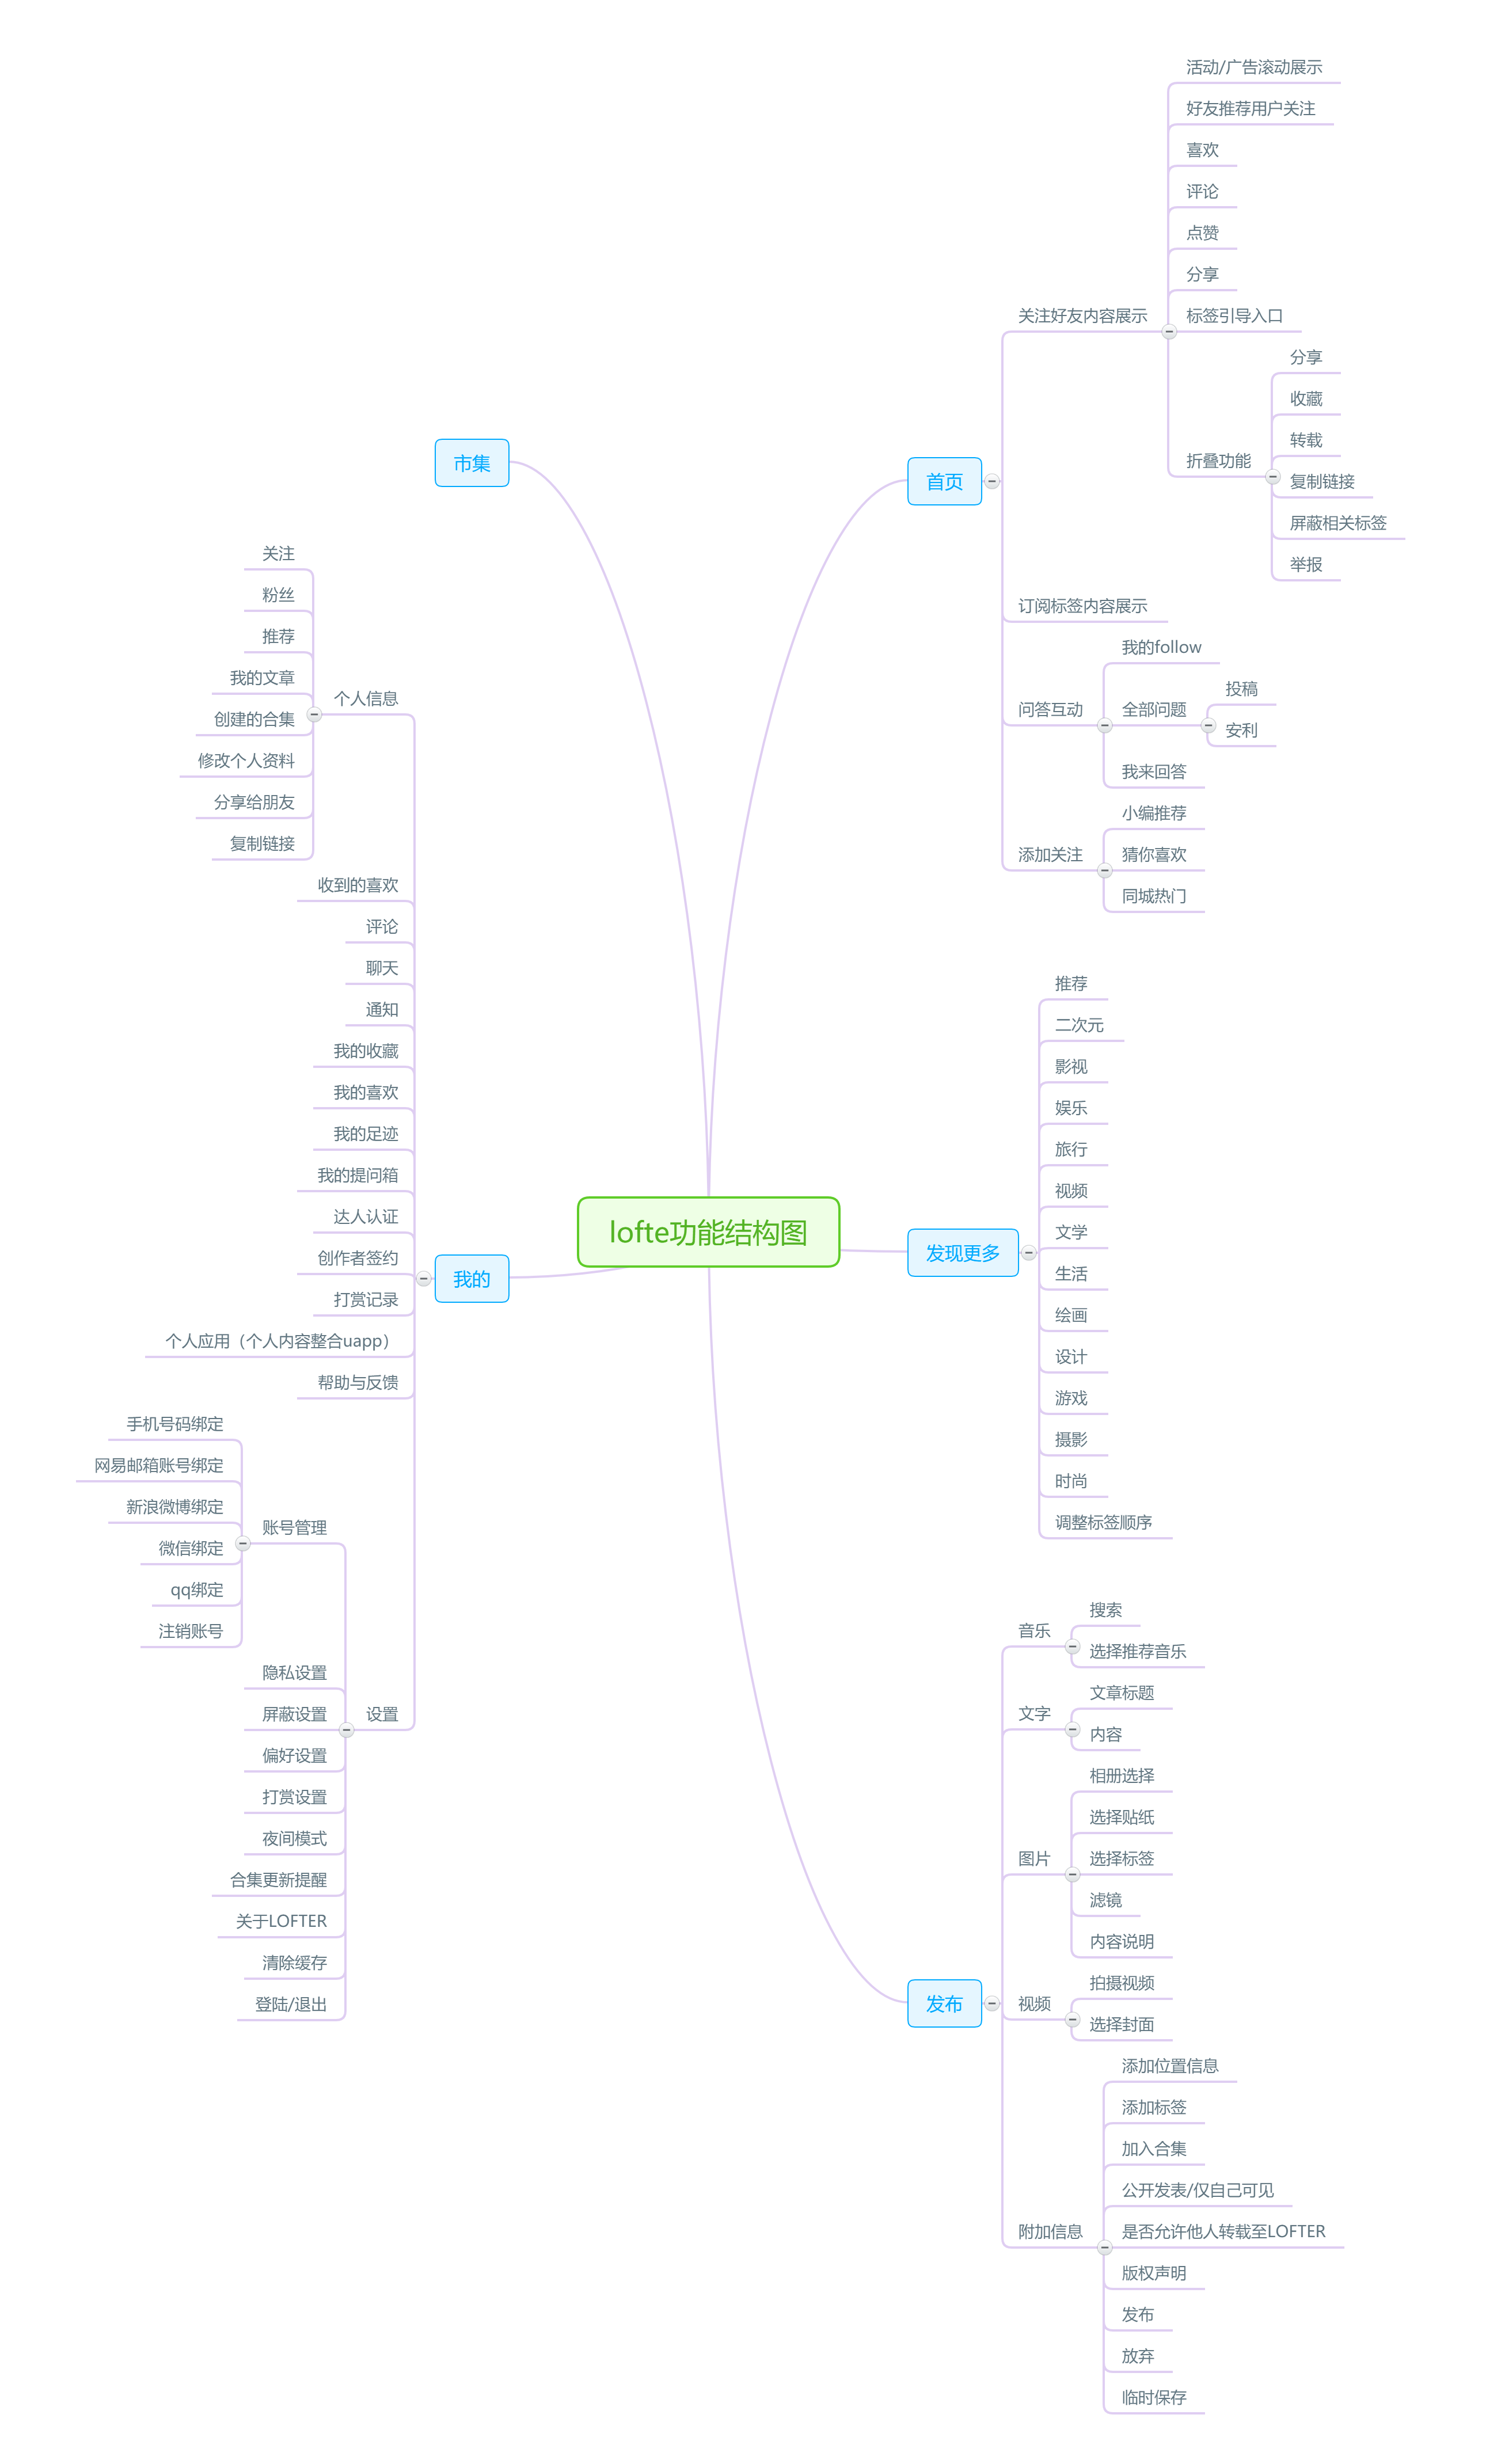 lofte功能结构图
首页
关注好友内容展示
活动/广告滚动展示
好友推荐用户关注
喜欢
评论
点赞
分享
标签引导入口
折叠功能
分享
收藏
转载
复制链接
屏蔽相关标签
举报
订阅标签内容展示
问答互动
我的follow
全部问题
投稿
安利
我来回答
添加关注
小编推荐
猜你喜欢
同城热门
发现更多
推荐
二次元
影视
娱乐
旅行
视频
文学
生活
绘画
设计
游戏
摄影
时尚
调整标签顺序
发布
音乐
搜索
选择推荐音乐
文字
文章标题
内容
图片
相册选择
选择贴纸
选择标签
滤镜
内容说明
视频
拍摄视频
选择封面
附加信息
添加位置信息
添加标签
加入合集
公开发表/仅自己可见
是否允许他人转载至LOFTER
版权声明
发布
放弃
临时保存
市集
我的
个人信息
关注
粉丝
推荐
我的文章
创建的合集
修改个人资料
分享给朋友
复制链接
收到的喜欢
评论
聊天
通知
我的收藏
我的喜欢
我的足迹
我的提问箱
达人认证
创作者签约
打赏记录
个人应用（个人内容整合uapp）
帮助与反馈
设置
账号管理
手机号码绑定
网易邮箱账号绑定
新浪微博绑定
微信绑定
qq绑定
注销账号
隐私设置
屏蔽设置
偏好设置
打赏设置
夜间模式
合集更新提醒
关于LOFTER
清除缓存
登陆/退出